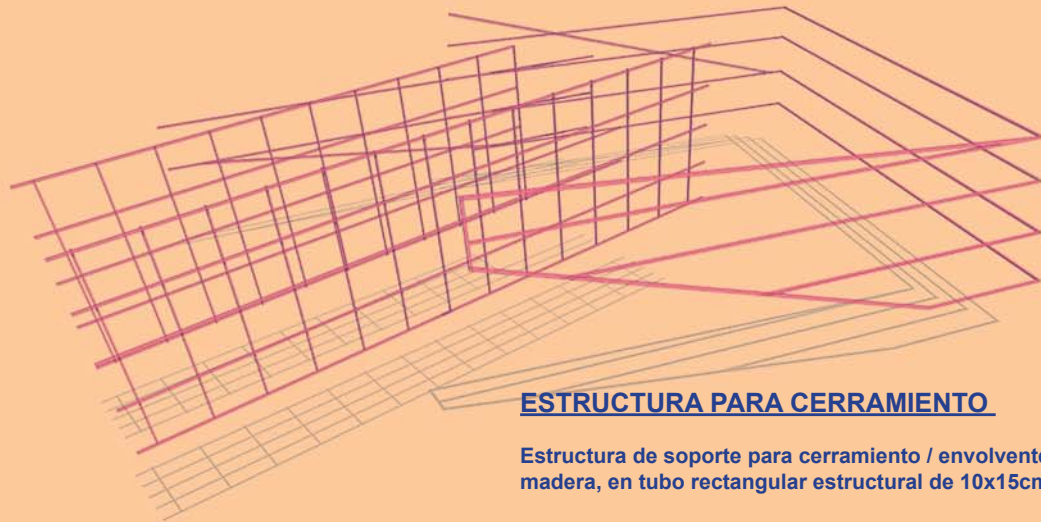 ESTRUCTURA PARA CERRAMIENTO
Estructura de soporte para cerramiento / envolvente
madera, en tubo rectangular estructural de 10x15cm